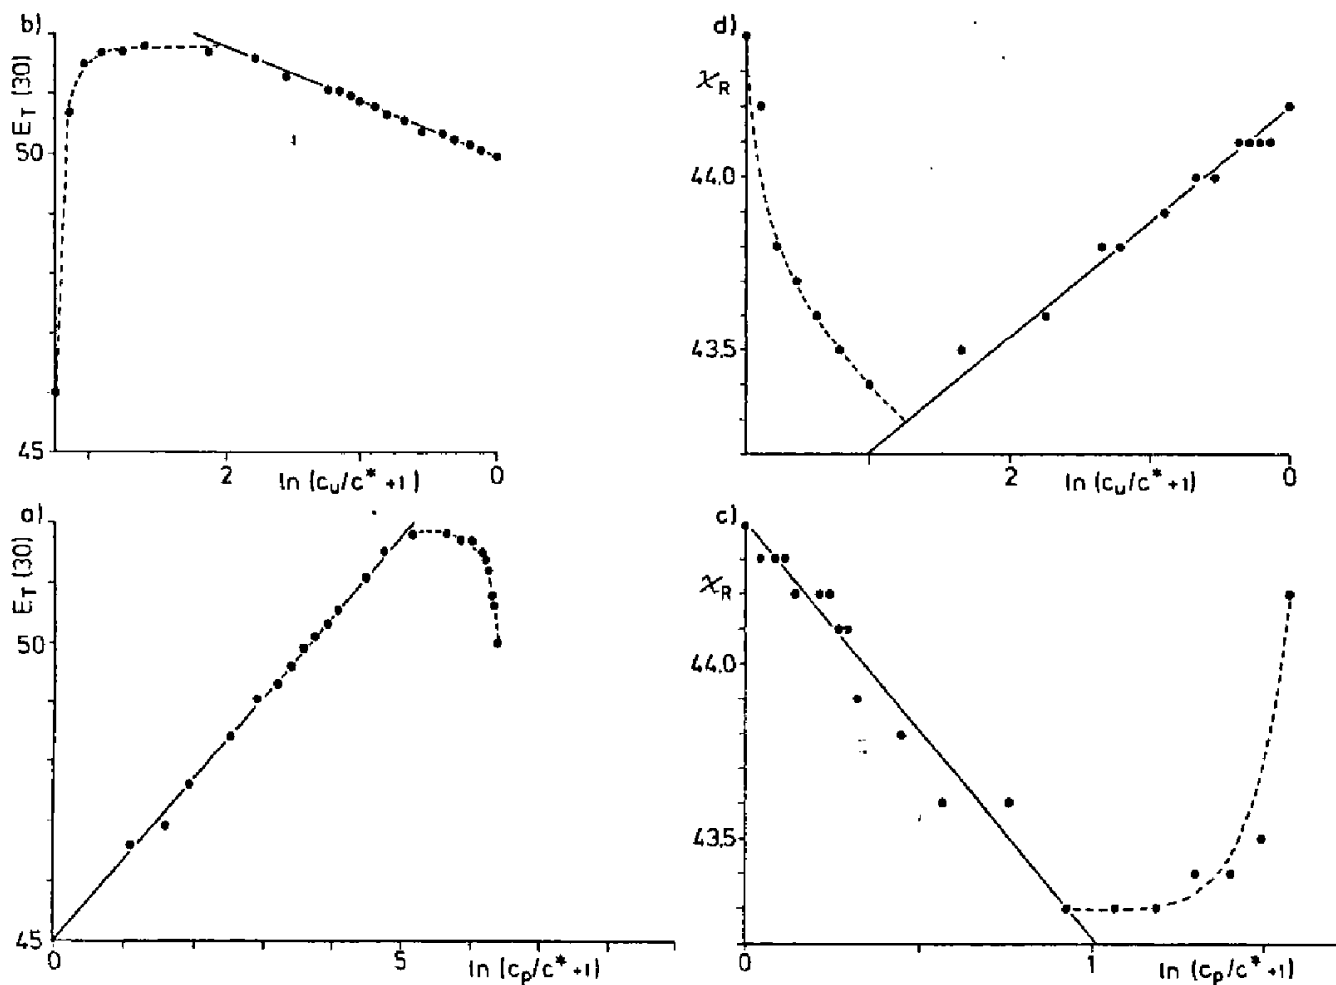 b)
E_T (30)
50
45
2
ln (c_u/c* +1)
0
d)
χ_R
44.0
43.5
2
ln (c_u/c* +1)
0
a)
E_T (30)
50
45
0
5
ln (c_p/c* +1)
c)
χ_R
44.0
43.5
0
1
ln (c_p/c* +1)